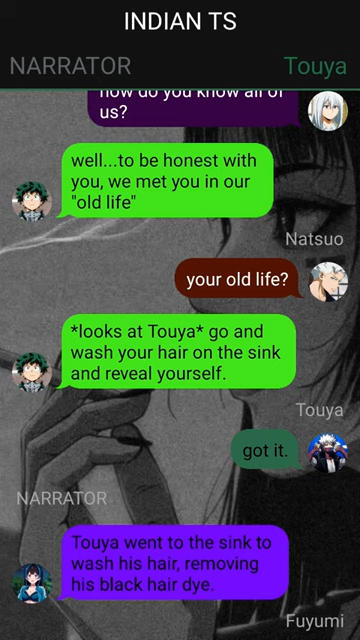 INDIAN TS
NARRATOR
Touya
how do you know all of
us?
well...to be honest with
you, we met you in our
"old life"
Natsuo
your old life?
*looks at Touya* go and
wash your hair on the sink
and reveal yourself.
Touya
got it.
NARRATOR
Touya went to the sink to
wash his hair, removing
his black hair dye.
Fuyumi